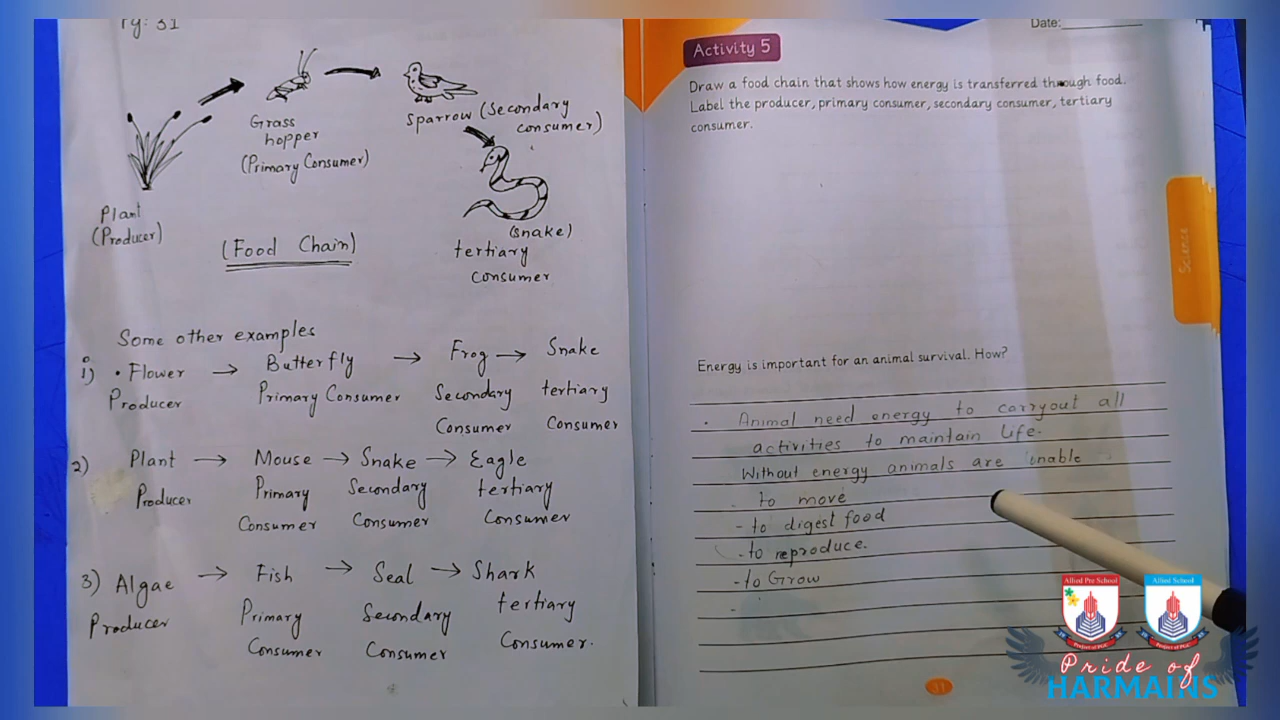 Pg: 31
Grass
hopper
(Primary Consumer)
Sparrow (Secondary
consumer)
Plant
(Producer)
(Food Chain)
(snake)
tertiary
Consumer
Some other examples
i) • Flower → Butterfly → Frog → Snake
Producer Primary Consumer Secondary tertiary
Consumer Consumer
2) Plant → Mouse → Snake → Eagle
Producer Primary Secondary tertiary
Consumer Consumer Consumer
3) Algae → Fish → Seal → Shark
Producer Primary Secondary tertiary
Consumer Consumer Consumer.
Date:
Activity 5
Draw a food chain that shows how energy is transferred through food.
Label the producer, primary consumer, secondary consumer, tertiary
consumer.
Science
Energy is important for an animal survival. How?
• Animal need energy to carryout all
activities to maintain life.
Without energy animals are unable
- to move
- to digest food
- to reproduce.
- to Grow
-
31
Allied Pre School
Project of PGC
Allied School
Project of PGC
Pride of
HARMAINS